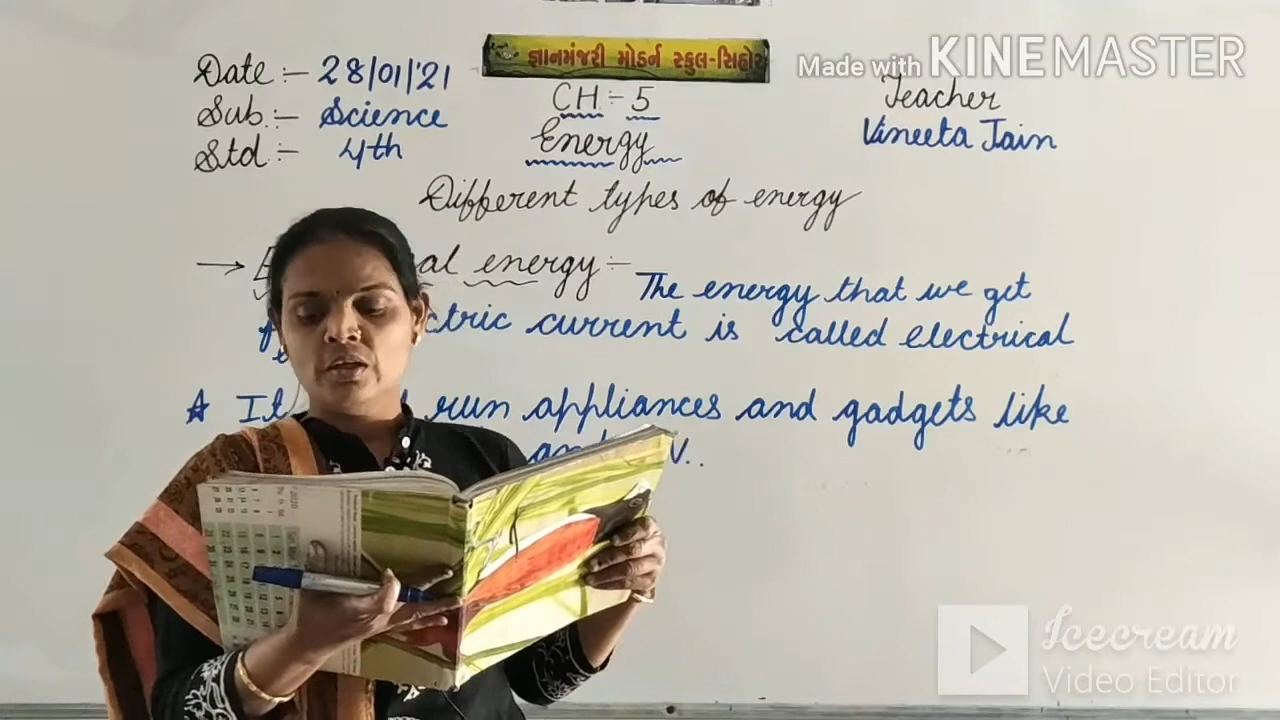 જ્ઞાનમંજરી મોડર્ન સ્કુલ-સિહોર
Made with KINEMASTER
Date :- 28/01/'21
Sub :- Science
Std :- 4th
CH :- 5
Energy
Teacher
Vineeta Jain
Different types of energy
→ al energy :-
The energy that we get
ctric current is called electrical
It run appliances and gadgets like
Icecream
Video Editor